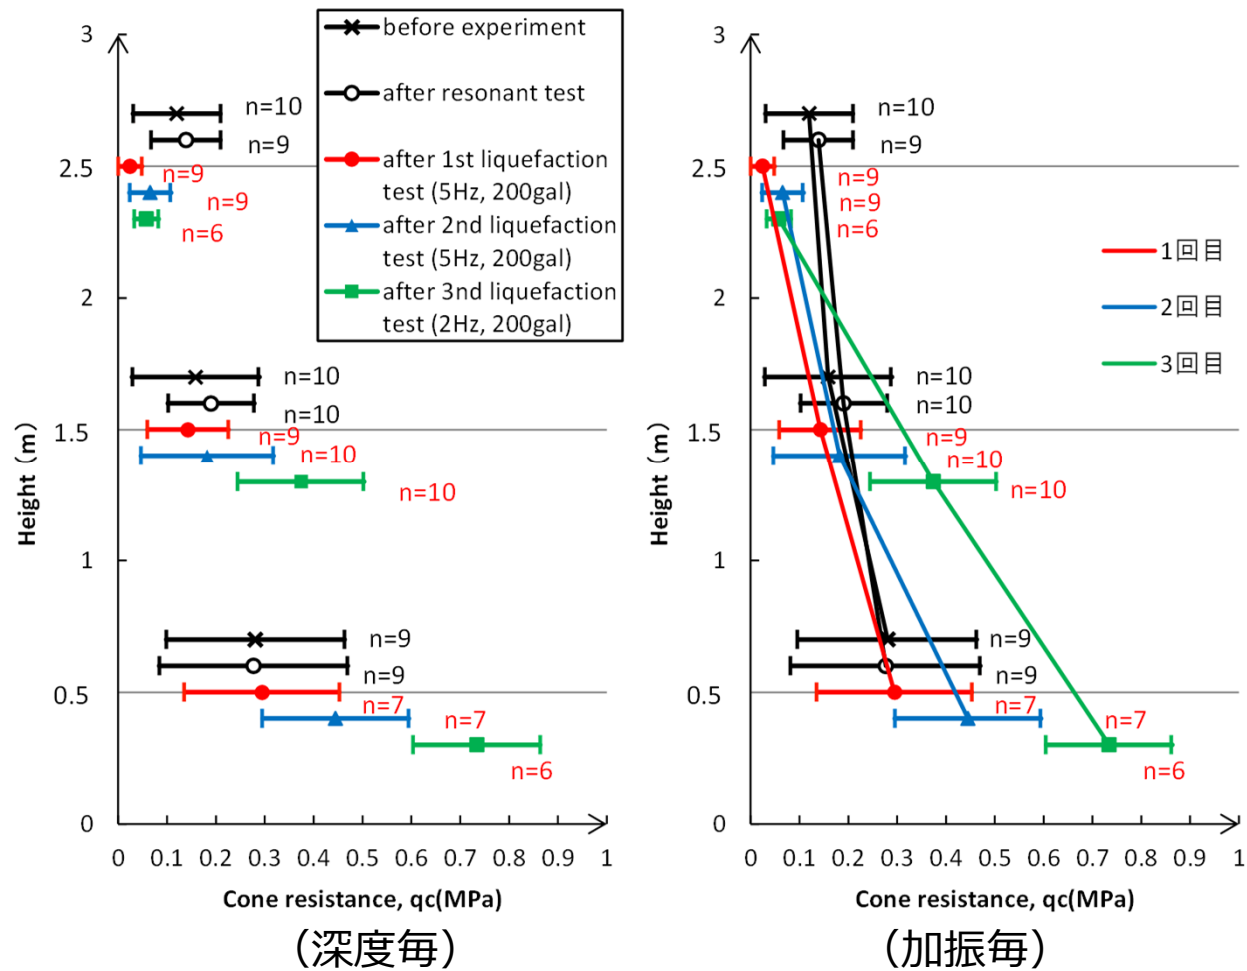 before experiment
after resonant test
after 1st liquefaction
test (5Hz, 200gal)
after 2nd liquefaction
test (5Hz, 200gal)
after 3nd liquefaction
test (2Hz, 200gal)
3
2.5
2
1.5
1
0.5
0
Height (m)
n=10
n=9
n=9
n=9
n=6
n=10
n=10
n=9
n=10
n=10
n=9
n=9
n=7
n=7
n=6
0 0.1 0.2 0.3 0.4 0.5 0.6 0.7 0.8 0.9 1
Cone resistance, qc(MPa)
(深度毎)
3
2.5
2
1.5
1
0.5
0
Height (m)
n=10
n=9
n=9
n=9
n=6
1回目
2回目
3回目
n=10
n=10
n=9
n=10
n=10
n=9
n=9
n=7
n=7
n=6
0 0.1 0.2 0.3 0.4 0.5 0.6 0.7 0.8 0.9 1
Cone resistance, qc(MPa)
(加振毎)